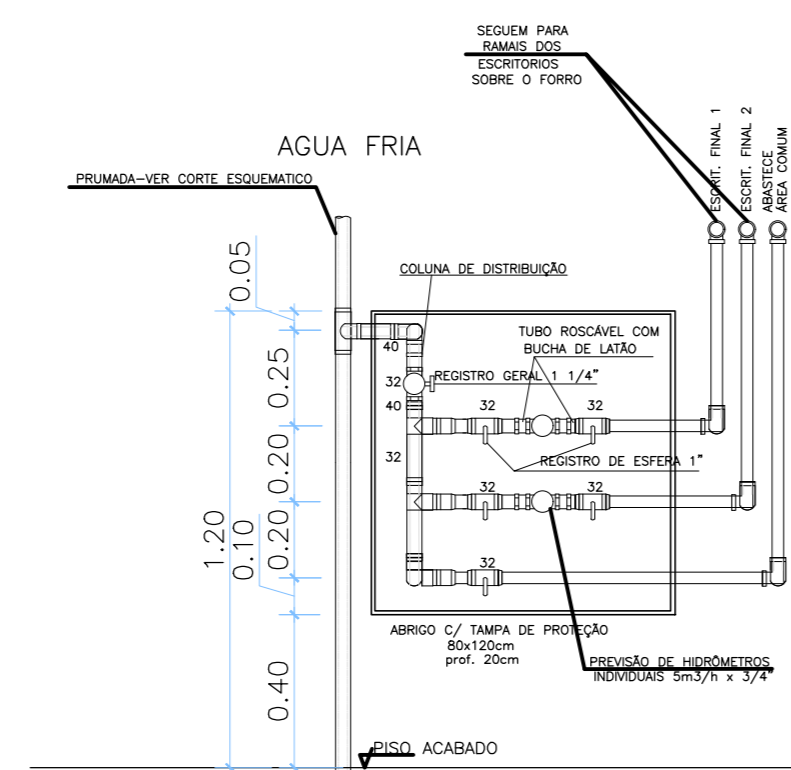 SEGUEM PARA
RAMAIS DOS
ESCRITORIOS
SOBRE O FORRO
ESCRIT. FINAL 1
ESCRIT. FINAL 2
ABASTECE
ÁREA COMUM
AGUA FRIA
PRUMADA-VER CORTE ESQUEMATICO
COLUNA DE DISTRIBUIÇÃO
0.05
0.25
0.20
0.20
0.10
1.20
0.40
TUBO ROSCÁVEL COM
BUCHA DE LATÃO
40
32
REGISTRO GERAL 1 1/4"
40
32
32
32
REGISTRO DE ESFERA 1"
32
32
32
ABRIGO C/ TAMPA DE PROTEÇÃO
80x120cm
prof. 20cm
PREVISÃO DE HIDRÔMETROS
INDIVIDUAIS 5m3/h x 3/4"
PISO ACABADO